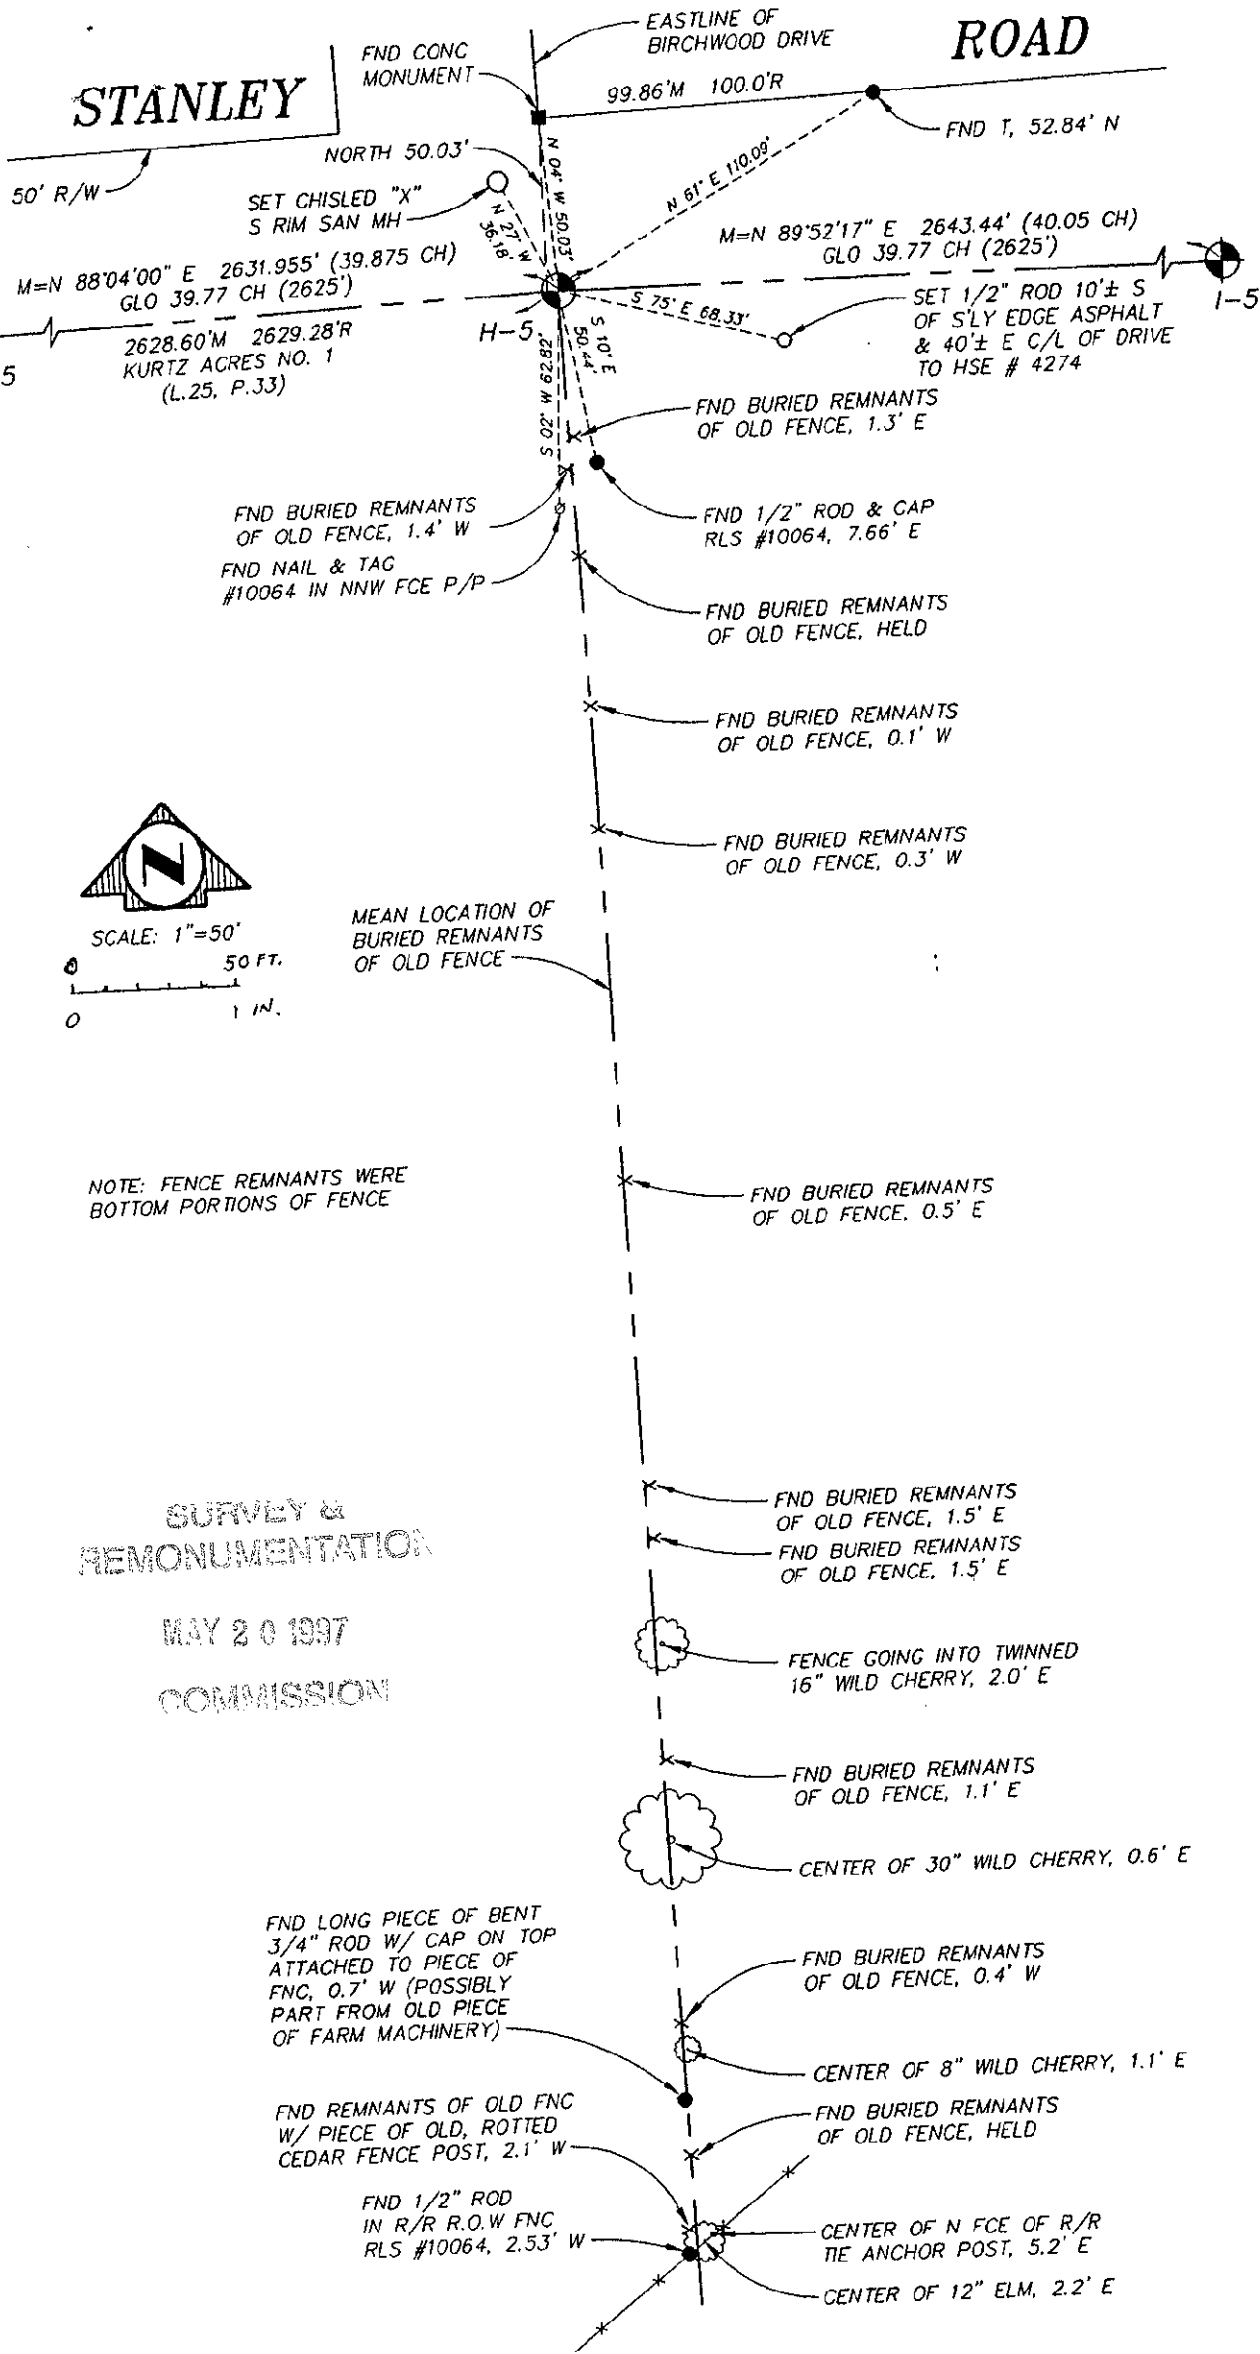 EASTLINE OF
BIRCHWOOD DRIVE
ROAD
FND CONC
MONUMENT
STANLEY
99.86'M 100.0'R
FND T, 52.84' N
NORTH 50.03'
50' R/W
SET CHISLED "X"
S RIM SAN MH
N 27° W
36.18'
N 04° W 50.03'
N 61° E 110.09'
M=N 89°52'17" E 2643.44' (40.05 CH)
GLO 39.77 CH (2625')
M=N 88°04'00" E 2631.955' (39.875 CH)
GLO 39.77 CH (2625')
2628.60'M 2629.28'R
KURTZ ACRES NO. 1
(L.25, P.33)
5
H-5
I-5
S 75° E 68.33'
SET 1/2" ROD 10'± S
OF S'LY EDGE ASPHALT
& 40'± E C/L OF DRIVE
TO HSE # 4274
S 10° E
50.44'
S 02° W 62.82'
FND BURIED REMNANTS
OF OLD FENCE, 1.3' E
FND BURIED REMNANTS
OF OLD FENCE, 1.4' W
FND 1/2" ROD & CAP
RLS #10064, 7.66' E
FND NAIL & TAG
#10064 IN NNW FCE P/P
FND BURIED REMNANTS
OF OLD FENCE, HELD
FND BURIED REMNANTS
OF OLD FENCE, 0.1' W
FND BURIED REMNANTS
OF OLD FENCE, 0.3' W
N
SCALE: 1"=50'
0 50 FT.
0 1 IN.
MEAN LOCATION OF
BURIED REMNANTS
OF OLD FENCE
NOTE: FENCE REMNANTS WERE
BOTTOM PORTIONS OF FENCE
FND BURIED REMNANTS
OF OLD FENCE, 0.5' E
SURVEY &
REMONUMENTATION
MAY 20 1997
COMMISSION
FND BURIED REMNANTS
OF OLD FENCE, 1.5' E
FND BURIED REMNANTS
OF OLD FENCE, 1.5' E
FENCE GOING INTO TWINNED
16" WILD CHERRY, 2.0' E
FND BURIED REMNANTS
OF OLD FENCE, 1.1' E
CENTER OF 30" WILD CHERRY, 0.6' E
FND LONG PIECE OF BENT
3/4" ROD W/ CAP ON TOP
ATTACHED TO PIECE OF
FNC, 0.7' W (POSSIBLY
PART FROM OLD PIECE
OF FARM MACHINERY)
FND BURIED REMNANTS
OF OLD FENCE, 0.4' W
CENTER OF 8" WILD CHERRY, 1.1' E
FND REMNANTS OF OLD FNC
W/ PIECE OF OLD, ROTTED
CEDAR FENCE POST, 2.1' W
FND BURIED REMNANTS
OF OLD FENCE, HELD
FND 1/2" ROD
IN R/R R.O.W FNC
RLS #10064, 2.53' W
CENTER OF N FCE OF R/R
TIE ANCHOR POST, 5.2' E
CENTER OF 12" ELM, 2.2' E